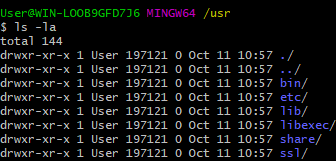 User@WIN-LOOB9GFD7J6 MINGW64 /usr
$ ls -la
total 144
drwxr-xr-x 1 User 197121 0 Oct 11 10:57 ./
drwxr-xr-x 1 User 197121 0 Oct 11 10:57 ../
drwxr-xr-x 1 User 197121 0 Oct 11 10:57 bin/
drwxr-xr-x 1 User 197121 0 Oct 11 10:57 etc/
drwxr-xr-x 1 User 197121 0 Oct 11 10:57 lib/
drwxr-xr-x 1 User 197121 0 Oct 11 10:57 libexec/
drwxr-xr-x 1 User 197121 0 Oct 11 10:57 share/
drwxr-xr-x 1 User 197121 0 Oct 11 10:57 ssl/